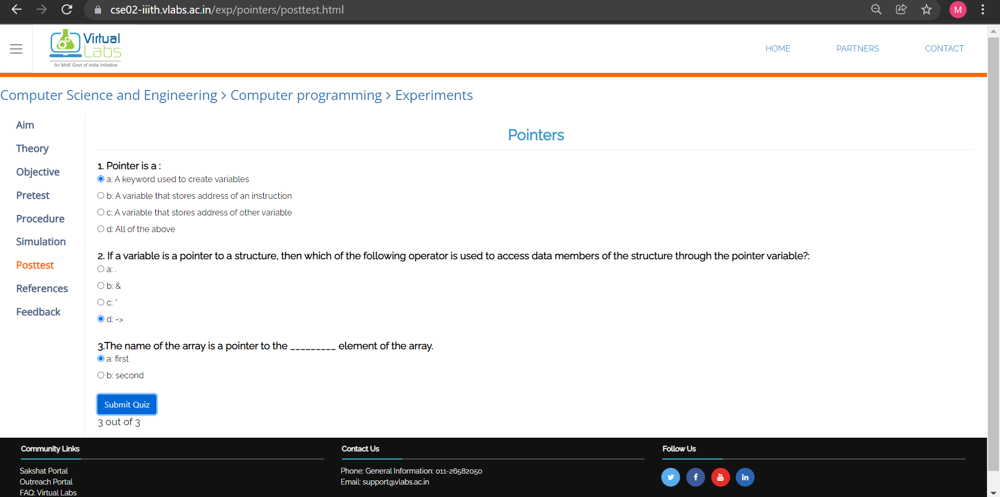 cse02-iiith.vlabs.ac.in/exp/pointers/posttest.html
M
Virtual
Labs
An MoE Govt of India Initiative
HOME
PARTNERS
CONTACT
Computer Science and Engineering > Computer programming > Experiments
Aim
Theory
Objective
Pretest
Procedure
Simulation
Posttest
References
Feedback
Pointers
1. Pointer is a :
a: A keyword used to create variables
b: A variable that stores address of an instruction
c: A variable that stores address of other variable
d: All of the above
2. If a variable is a pointer to a structure, then which of the following operator is used to access data members of the structure through the pointer variable?:
a: .
b: &
c: *
d: ->
3.The name of the array is a pointer to the _________ element of the array.
a: first
b: second
Submit Quiz
3 out of 3
Community Links
Sakshat Portal
Outreach Portal
FAQ: Virtual Labs
Contact Us
Phone: General Information: 011-26582050
Email: support@vlabs.ac.in
Follow Us
You
Tube